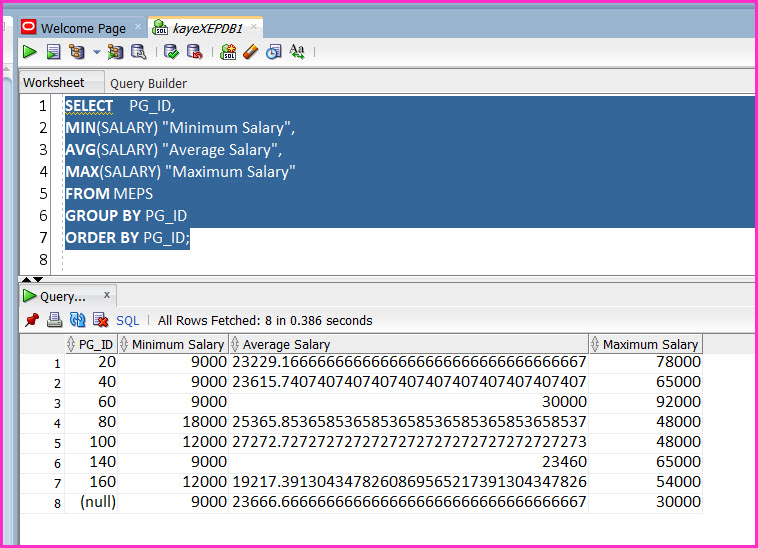 Welcome Page × kayeXEPDB1 ×
Worksheet Query Builder
1 SELECT PG_ID,
2 MIN(SALARY) "Minimum Salary",
3 AVG(SALARY) "Average Salary",
4 MAX(SALARY) "Maximum Salary"
5 FROM MEPS
6 GROUP BY PG_ID
7 ORDER BY PG_ID;
8
Query... x
SQL | All Rows Fetched: 8 in 0.386 seconds
PG_ID Minimum Salary Average Salary Maximum Salary
1 20 9000 23229.1666666666666666666666666666666667 78000
2 40 9000 23615.7407407407407407407407407407407407 65000
3 60 9000 30000 92000
4 80 18000 25365.8536585365853658536585365853658537 48000
5 100 12000 27272.7272727272727272727272727272727273 48000
6 140 9000 23460 65000
7 160 12000 19217.3913043478260869565217391304347826 54000
8 (null) 9000 23666.6666666666666666666666666666666667 30000